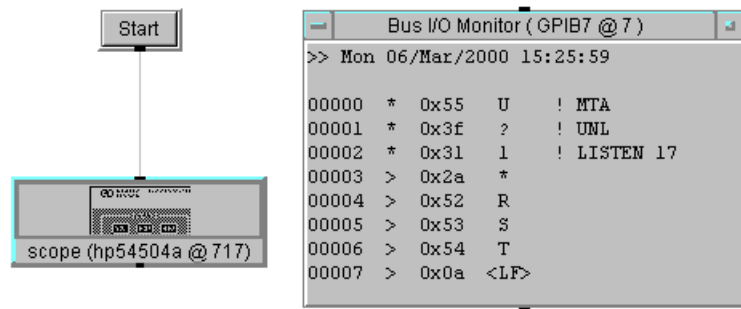 Start
scope (hp54504a @ 717)
Bus I/O Monitor ( GPIB7 @ 7 )
>> Mon 06/Mar/2000 15:25:59
00000 * 0x55 U ! MTA
00001 * 0x3f ? ! UNL
00002 * 0x31 1 ! LISTEN 17
00003 > 0x2a *
00004 > 0x52 R
00005 > 0x53 S
00006 > 0x54 T
00007 > 0x0a <LF>